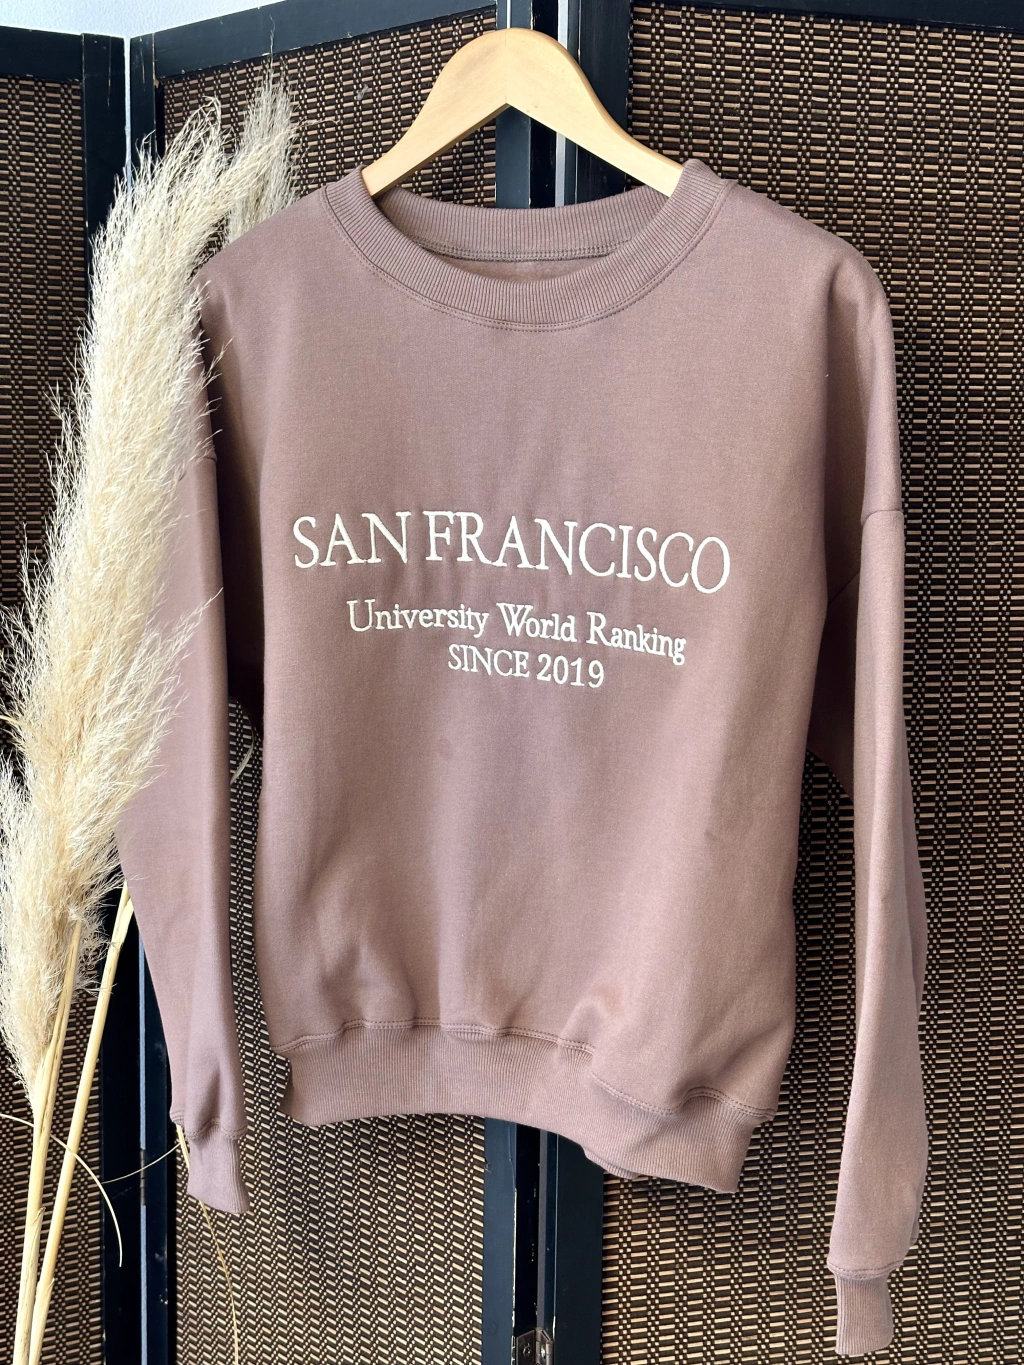 SAN FRANCISCO
University World Ranking
SINCE 2019